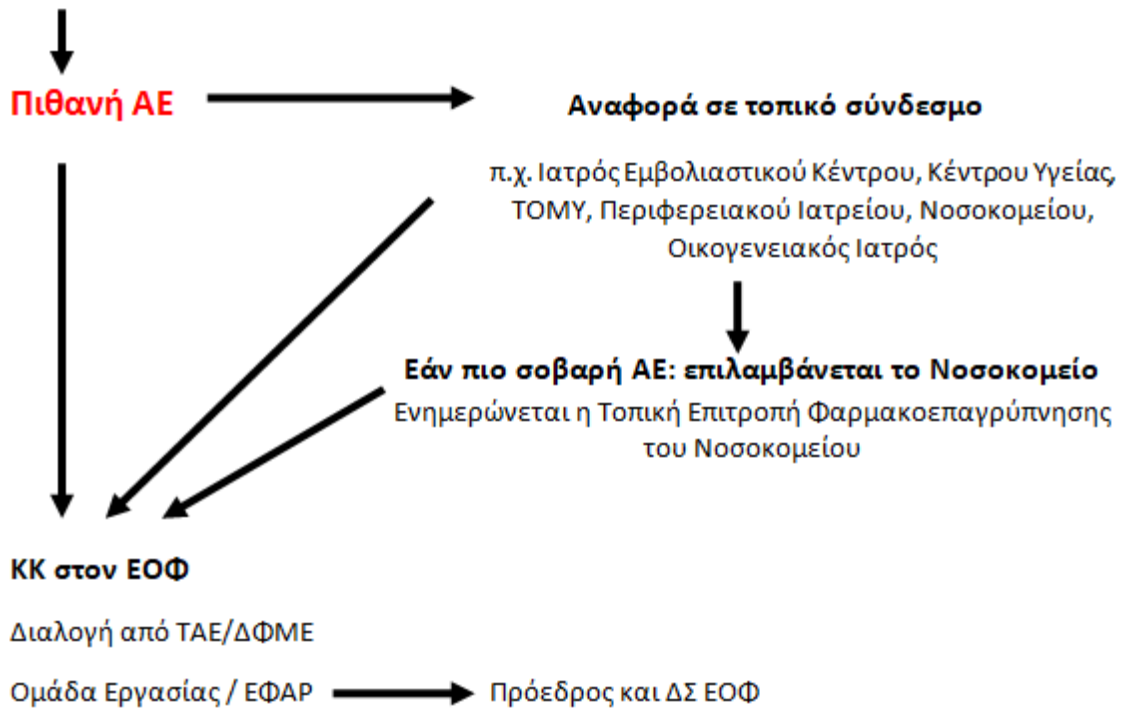 Πιθανή ΑΕ
Αναφορά σε τοπικό σύνδεσμο
π.χ. Ιατρός Εμβολιαστικού Κέντρου, Κέντρου Υγείας,
ΤΟΜΥ, Περιφερειακού Ιατρείου, Νοσοκομείου,
Οικογενειακός Ιατρός
Εάν πιο σοβαρή ΑΕ: επιλαμβάνεται το Νοσοκομείο
Ενημερώνεται η Τοπική Επιτροπή Φαρμακοεπαγρύπνησης
του Νοσοκομείου
ΚΚ στον ΕΟΦ
Διαλογή από ΤΑΕ/ΔΦΜΕ
Ομάδα Εργασίας / ΕΦΑΡ
Πρόεδρος και ΔΣ ΕΟΦ